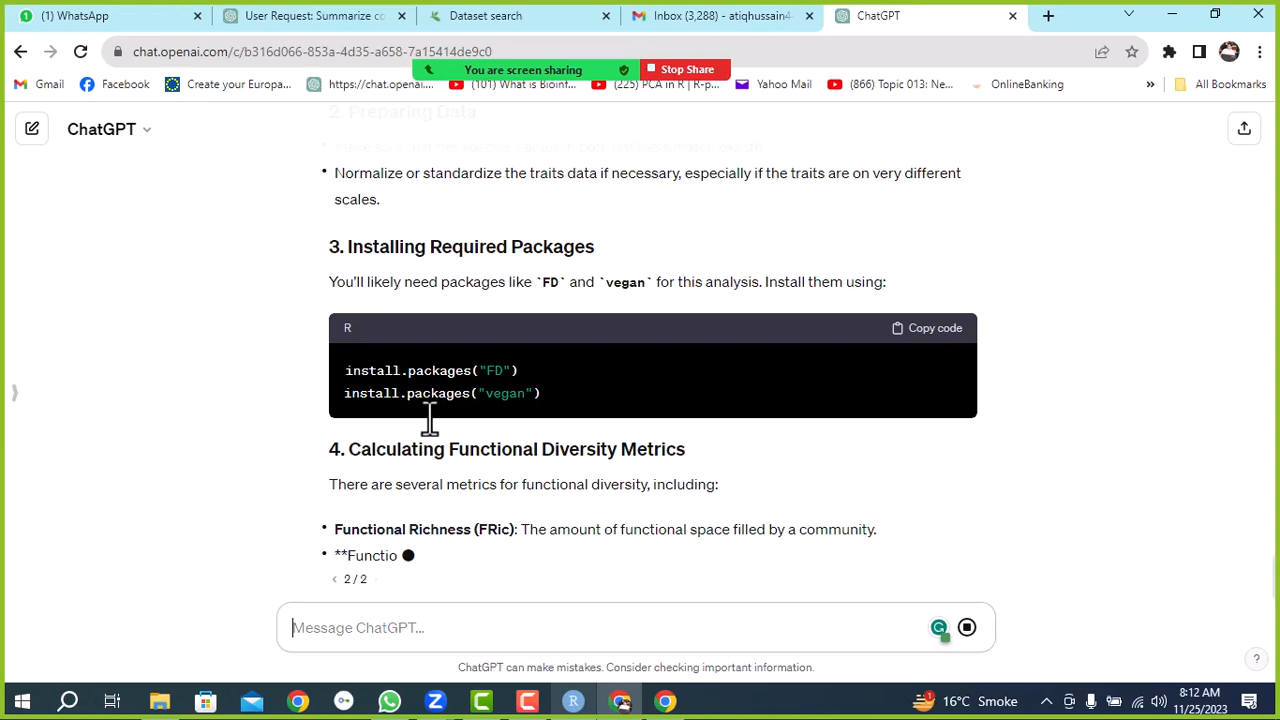 (1) WhatsApp
User Request: Summarize co
Dataset search
Inbox (3,288) - atiqhussain4-
ChatGPT
chat.openai.com/c/b316d066-853a-4d35-a658-7a15414de9c0
You are screen sharing
Stop Share
Gmail
Facebook
Create your Europa...
https://chat.openai....
(101) What is Bioinf...
(225) PCA in R | R-p...
Yahoo Mail
(866) Topic 013: Ne...
OnlineBanking
»
All Bookmarks
ChatGPT
2. Preparing Data
• Normalize or standardize the traits data if necessary, especially if the traits are on very different
scales.
3. Installing Required Packages
You'll likely need packages like `FD` and `vegan` for this analysis. Install them using:
R
Copy code
install.packages("FD")
install.packages("vegan")
4. Calculating Functional Diversity Metrics
There are several metrics for functional diversity, including:
• Functional Richness (FRic): The amount of functional space filled by a community.
• **Functio
< 2 / 2
Message ChatGPT...
ChatGPT can make mistakes. Consider checking important information.
?
1
16°C Smoke
8:12 AM
11/25/2023